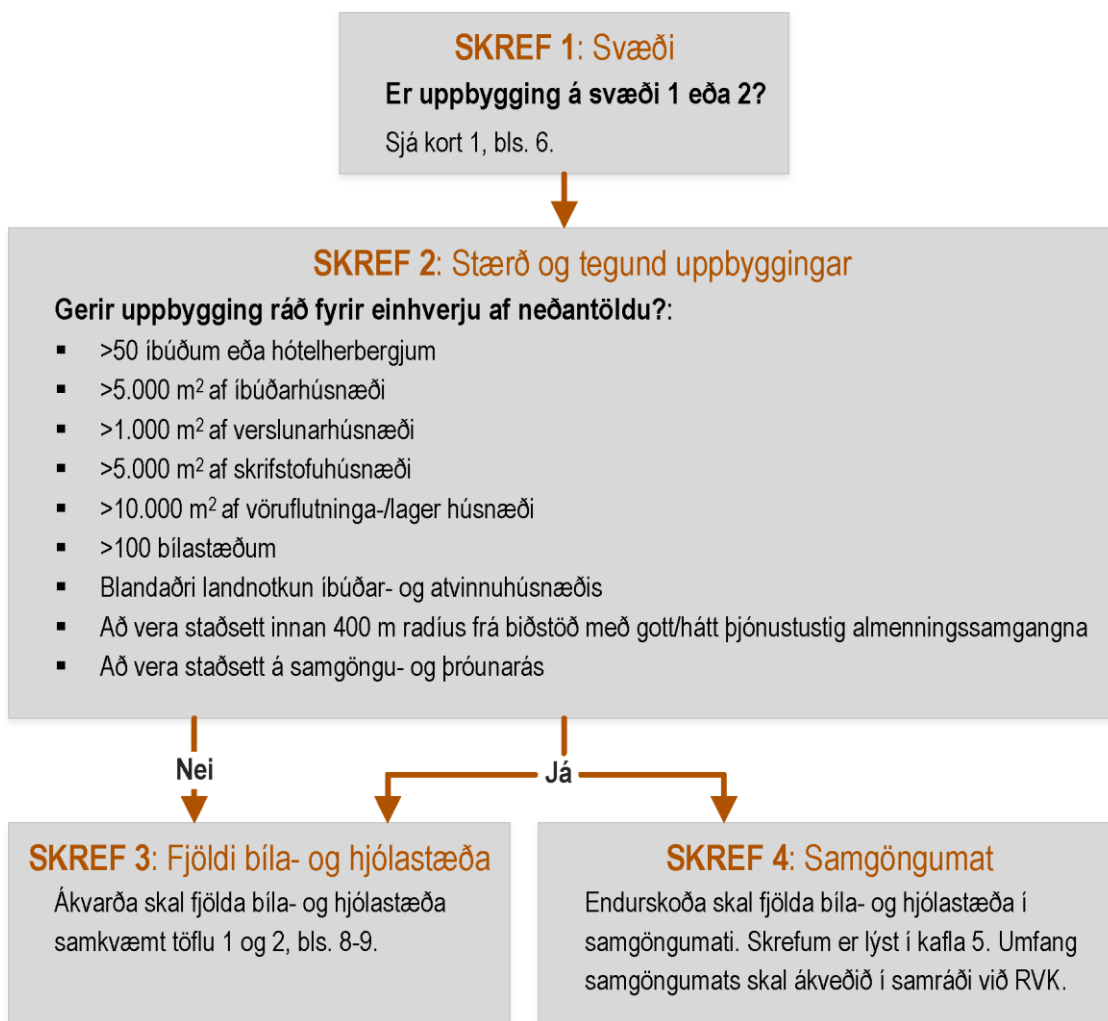 SKREF 1: Svæði
Er uppbygging á svæði 1 eða 2?
Sjá kort 1, bls. 6.
SKREF 2: Stærð og tegund uppbyggingar
Gerir uppbygging ráð fyrir einhverju af neðantöldu?:
▪ >50 íbúðum eða hótelherbergjum
▪ >5.000 m² af íbúðarhúsnæði
▪ >1.000 m² af verslunarhúsnæði
▪ >5.000 m² af skrifstofuhúsnæði
▪ >10.000 m² af vöruflutninga-/lager húsnæði
▪ >100 bílastæðum
▪ Blandaðri landnotkun íbúðar- og atvinnuhúsnæðis
▪ Að vera staðsett innan 400 m radíus frá biðstöð með gott/hátt þjónustustig almenningssamgangna
▪ Að vera staðsett á samgöngu- og þróunarás
Nei
Já
SKREF 3: Fjöldi bíla- og hjólastæða
Ákvarða skal fjölda bíla- og hjólastæða
samkvæmt töflu 1 og 2, bls. 8-9.
SKREF 4: Samgöngumat
Endurskoða skal fjölda bíla- og hjólastæða í
samgöngumati. Skrefum er lýst í kafla 5. Umfang
samgöngumats skal ákveðið í samráði við RVK.